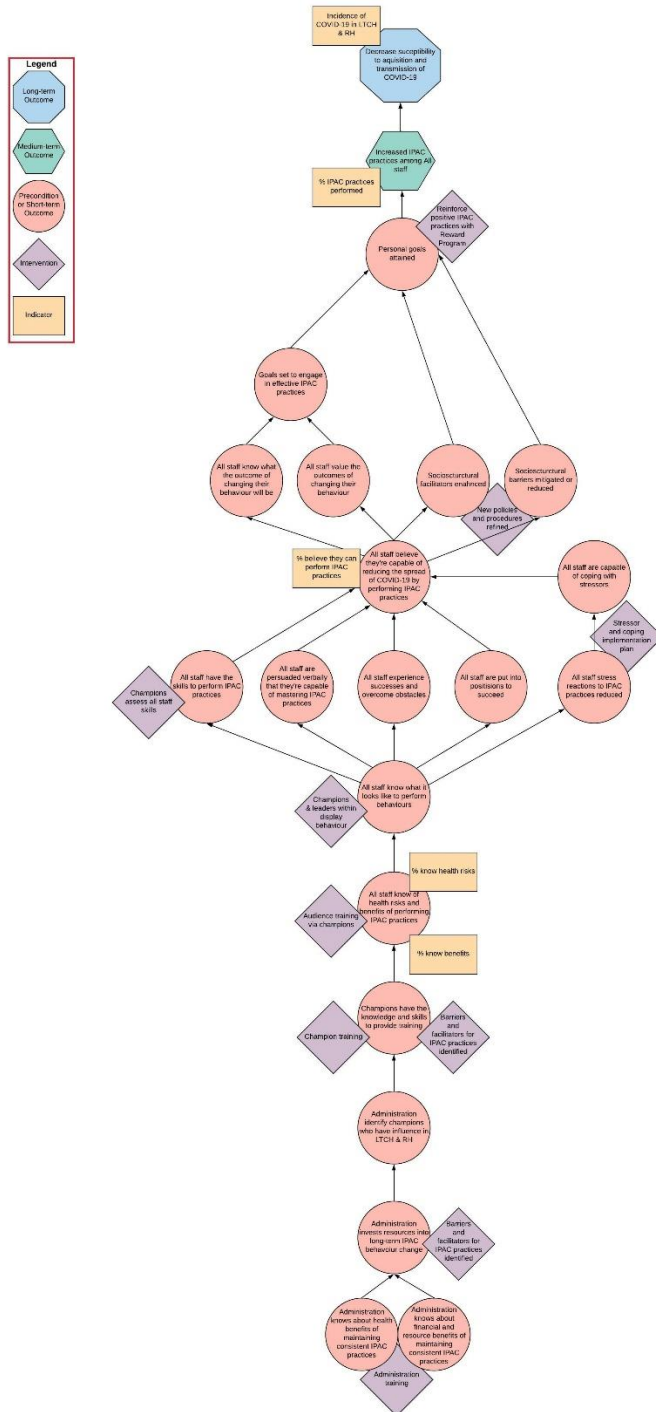 Incidence of
COVID-19 in LTCH
& RH
Decrease suceptibility
to aquisition and
transmission of
COVID-19
Legend
Long-term
Outcome
Medium-term
Outcome
Precondition
or Short-term
Outcome
Intervention
Indicator
Increased IPAC
practices among All
staff
% IPAC practices
performed
Reinforce
positive IPAC
practices with
Reward
Program
Personal goals
attained
Goals set to engage
in effective IPAC
practices
All staff know what
the outcome of
changing their
behaviour will be
All staff value the
outcomes of
changing their
behaviour
Sociosctructural
facilitators enahnced
Sociosctructural
barriers mitigated or
reduced
New policies
and procedures
refined
% believe they can
perform IPAC
practices
All staff believe
they're capable of
reducing the spread
of COVID-19 by
performing IPAC
practices
All staff are capable
of coping with
stressors
Stressor
and coping
implementation
plan
Champions
assess all staff
skills
All staff have the
skills to perform IPAC
practices
All staff are
persuaded verbally
that they're capable
of mastering IPAC
practices
All staff experience
successes and
overcome obstacles
All staff are put into
posistions to
succeed
All staff stress
reactions to IPAC
practices reduced
Champions
& leaders within
display
behaviour
All staff know what it
looks like to perform
behaviours
% know health risks
Audience training
via champions
All staff know of
health risks and
benefits of performing
IPAC practices
% know benefits
Champion training
Champions have the
knowledge and skills
to provide training
Barriers
and
facilitators for
IPAC practices
identified
Administration
identify champions
who have influence in
LTCH & RH
Administration
invests resources into
long-term IPAC
behaviour change
Barriers
and
facilitators for
IPAC practices
identified
Administration
knows about health
benefits of
maintaining
consistent IPAC
practices
Administration
knows about
financial and
resource benefits of
maintaining
consistent IPAC
practices
Administration
training